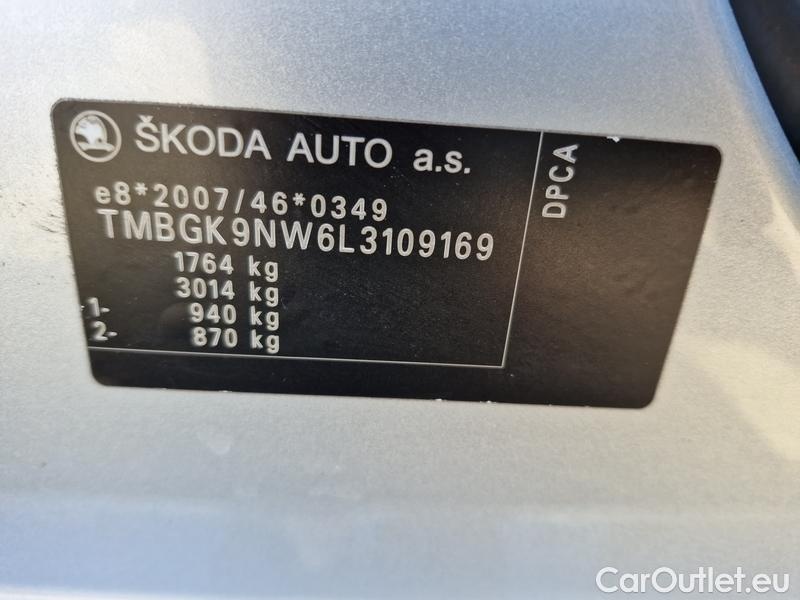 ŠKODA AUTO a.s.
DPCA
e8*2007/46*0349
TMBGK9NW6L3109169
1764 kg
3014 kg
1- 940 kg
2- 870 kg
CarOutlet.eu